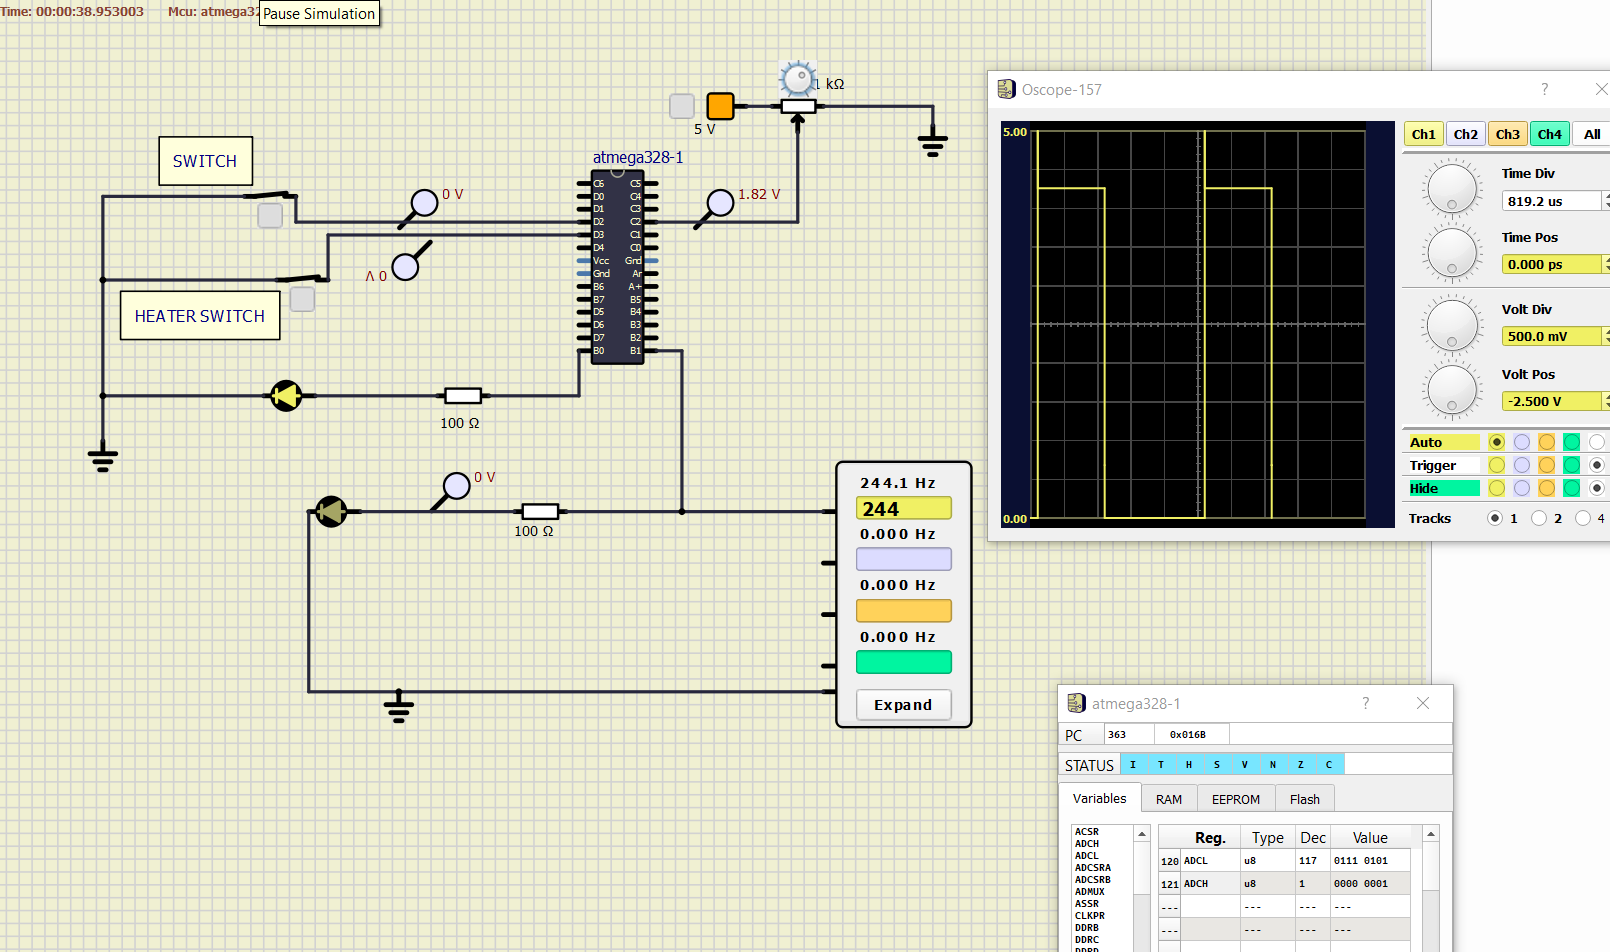 Time: 00:00:38.953003 Mcu: atmega32
Pause Simulation
1 kΩ
5 V
SWITCH
atmega328-1
0 V
1.82 V
0 V
HEATER SWITCH
C6 C5
D0 C4
D1 C3
D2 C2
D3 C1
D4 C0
Vcc Gnd
Gnd Ar
B6 A+
B7 B5
D5 B4
D6 B3
D7 B2
B0 B1
100 Ω
0 V
100 Ω
244.1 Hz
244
0.000 Hz
0.000 Hz
0.000 Hz
Expand
Oscope-157
?
5.00
0.00
Ch1 Ch2 Ch3 Ch4 All
Time Div
819.2 us
Time Pos
0.000 ps
Volt Div
500.0 mV
Volt Pos
-2.500 V
Auto
Trigger
Hide
Tracks 1 2 4
atmega328-1
?
PC 363 0x016B
STATUS I T H S V N Z C
Variables RAM EEPROM Flash
ACSR
ADCH
ADCL
ADCSRA
ADCSRB
ADMUX
ASSR
CLKPR
DDRB
DDRC
DDRD
Reg. Type Dec Value
120 ADCL u8 117 0111 0101
121 ADCH u8 1 0000 0001
--- --- --- ---
--- --- --- ---